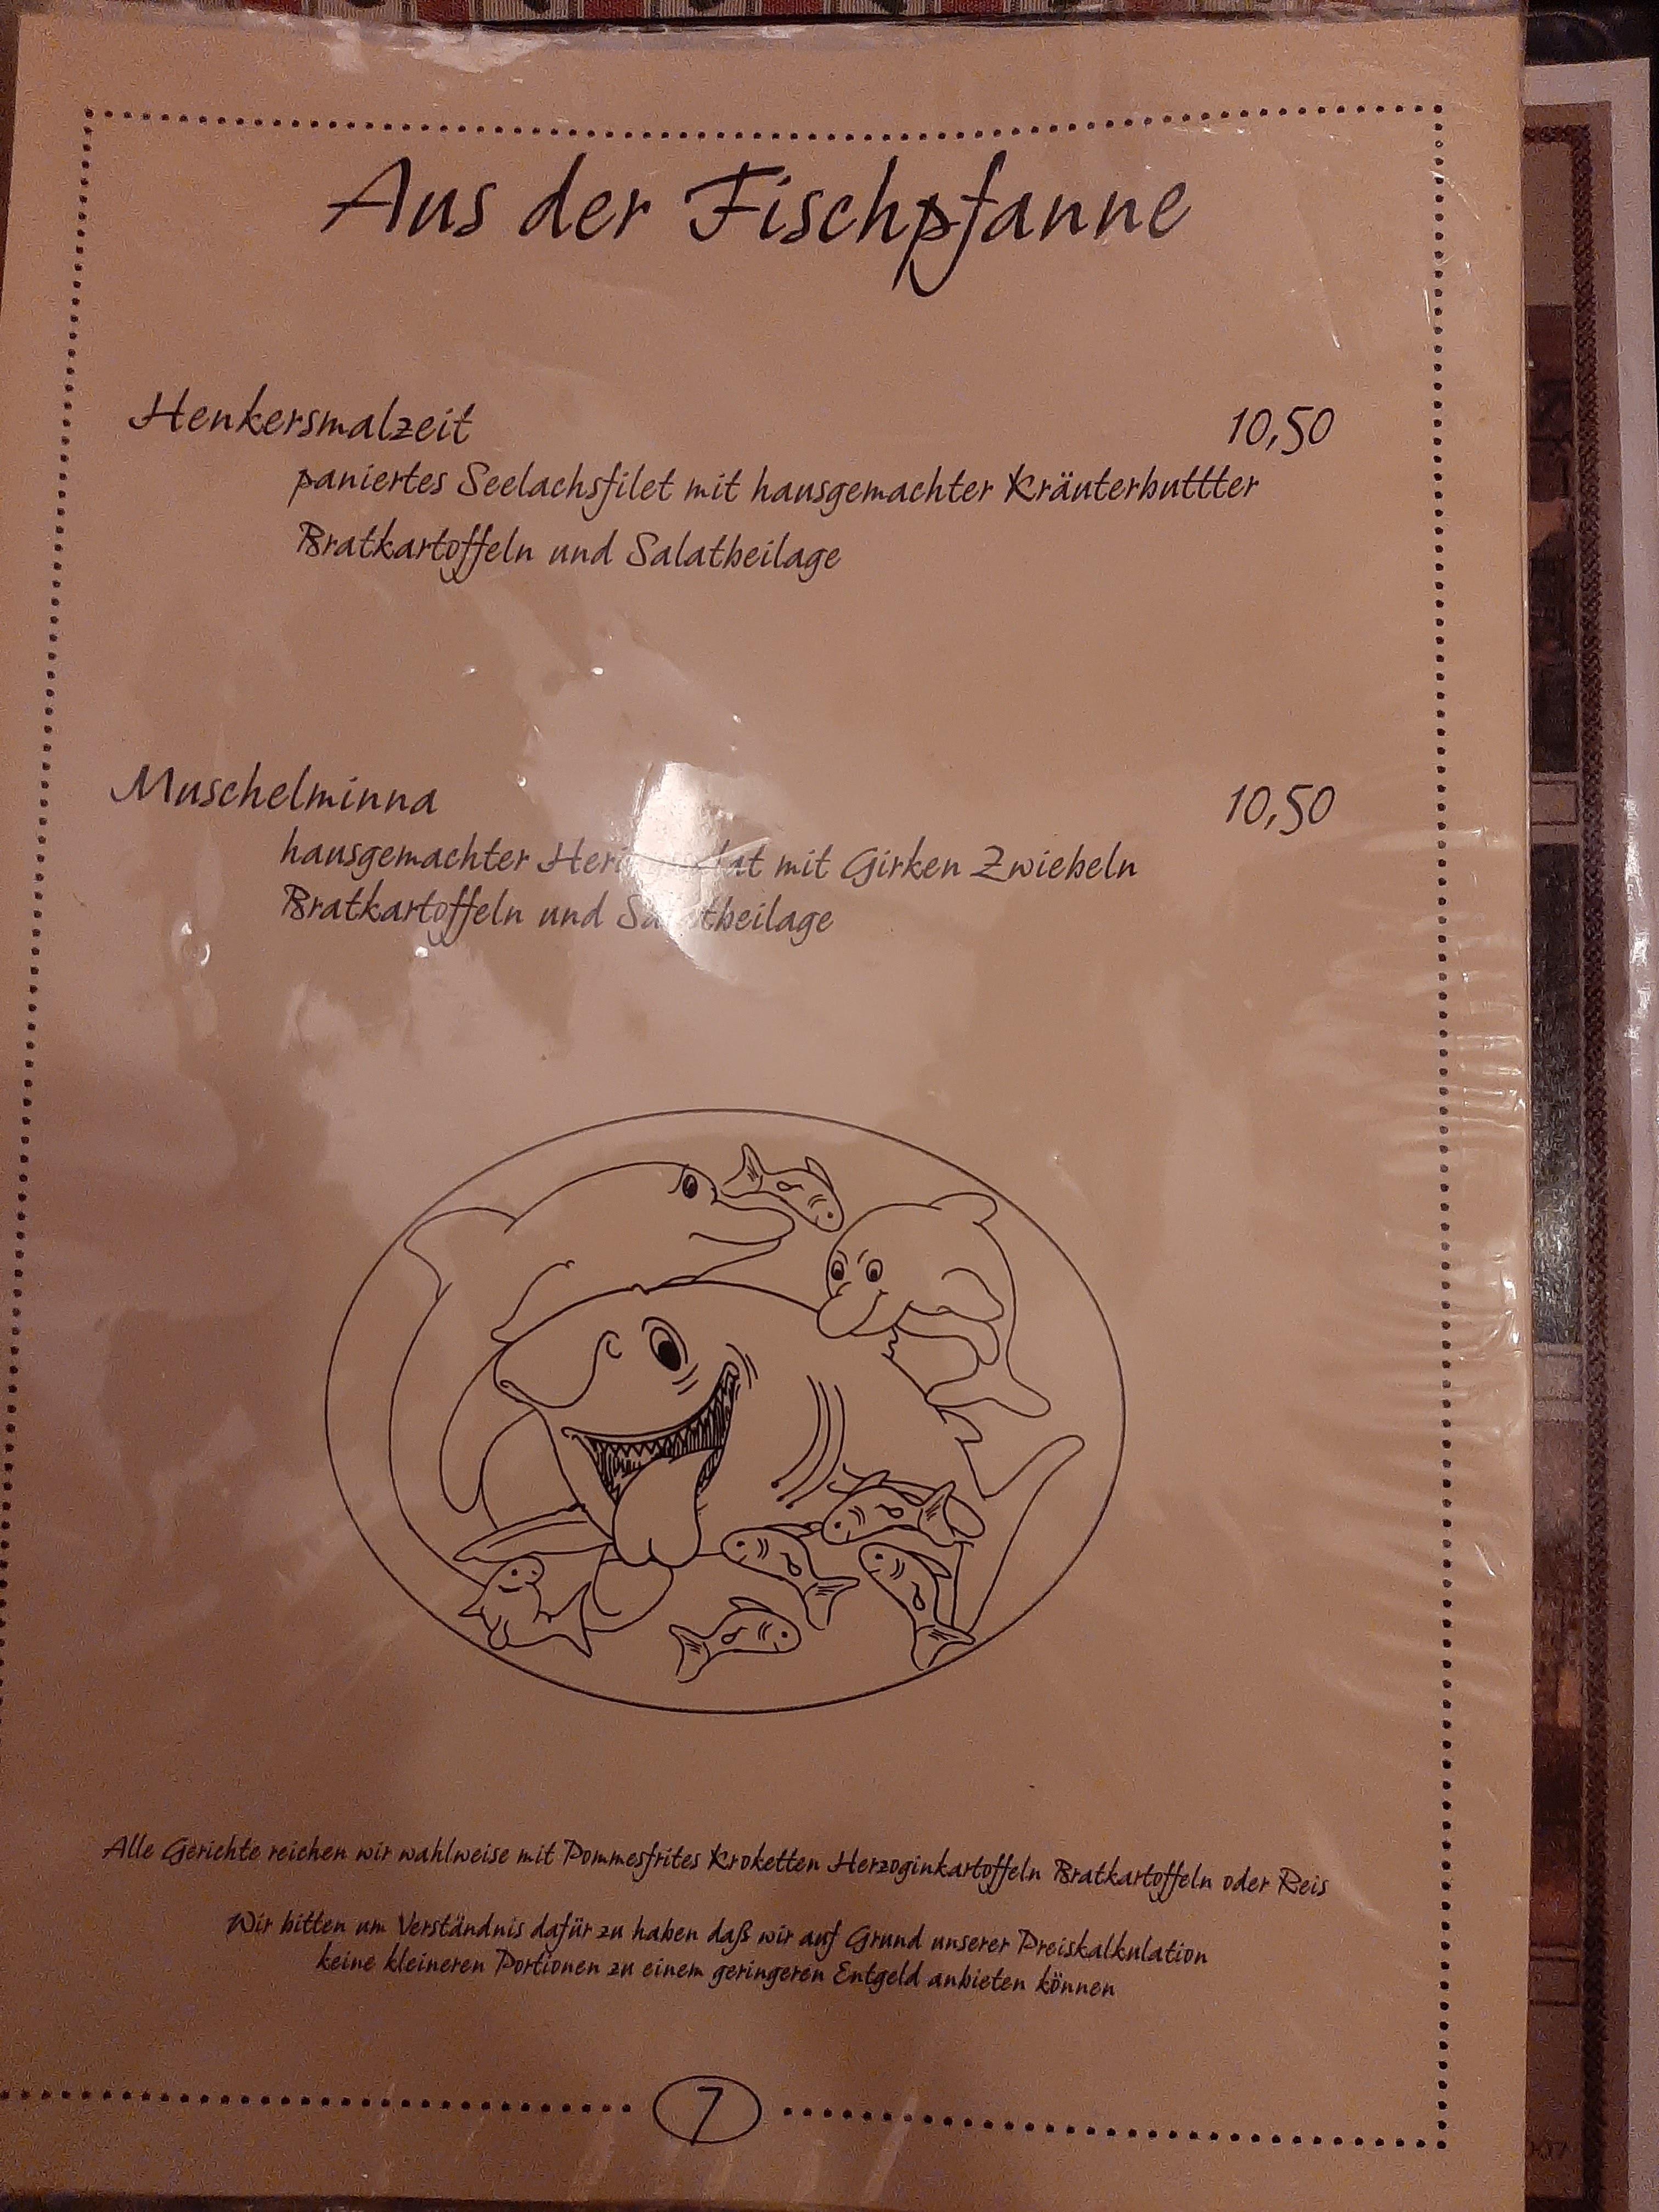 Aus der Fischpfanne
Henkersmalzeit 10,50
paniertes Seelachsfilet mit hausgemachter Kräuterbuttter
Bratkartoffeln und Salatbeilage
Muschelminna 10,50
hausgemachter mit Girken Zwiebeln
Bratkartoffeln und Salatbeilage
Alle Gerichte reichen wir wahlweise mit Pommesfrites Kroketten Herzoginkartoffeln Bratkartoffeln oder Reis
Wir bitten um Verständnis dafür zu haben daß wir auf Grund unserer Preiskalkulation
keine kleineren Portionen zu einem geringeren Entgeld anbieten können
7